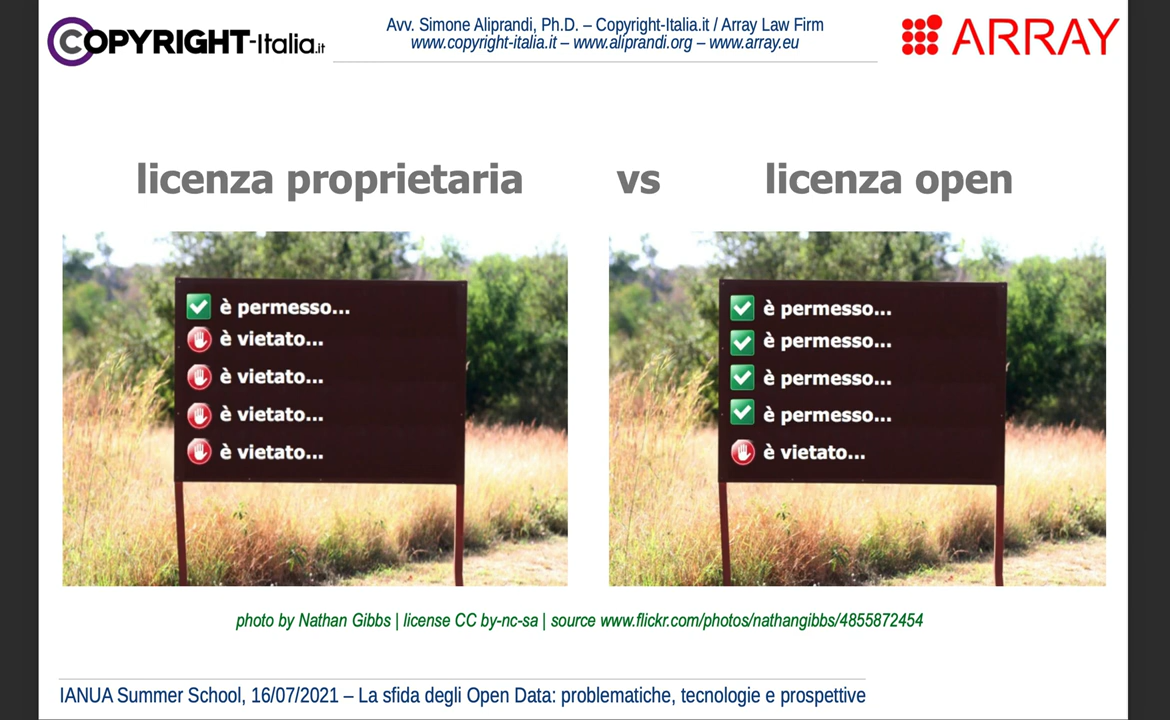 COPYRIGHT-Italia.it
Avv. Simone Aliprandi, Ph.D. – Copyright-Italia.it / Array Law Firm
www.copyright-italia.it – www.aliprandi.org – www.array.eu
ARRAY
licenza proprietaria vs licenza open
è permesso...
è vietato...
è vietato...
è vietato...
è vietato...
è permesso...
è permesso...
è permesso...
è permesso...
è vietato...
photo by Nathan Gibbs | license CC by-nc-sa | source www.flickr.com/photos/nathangibbs/4855872454
IANUA Summer School, 16/07/2021 – La sfida degli Open Data: problematiche, tecnologie e prospettive